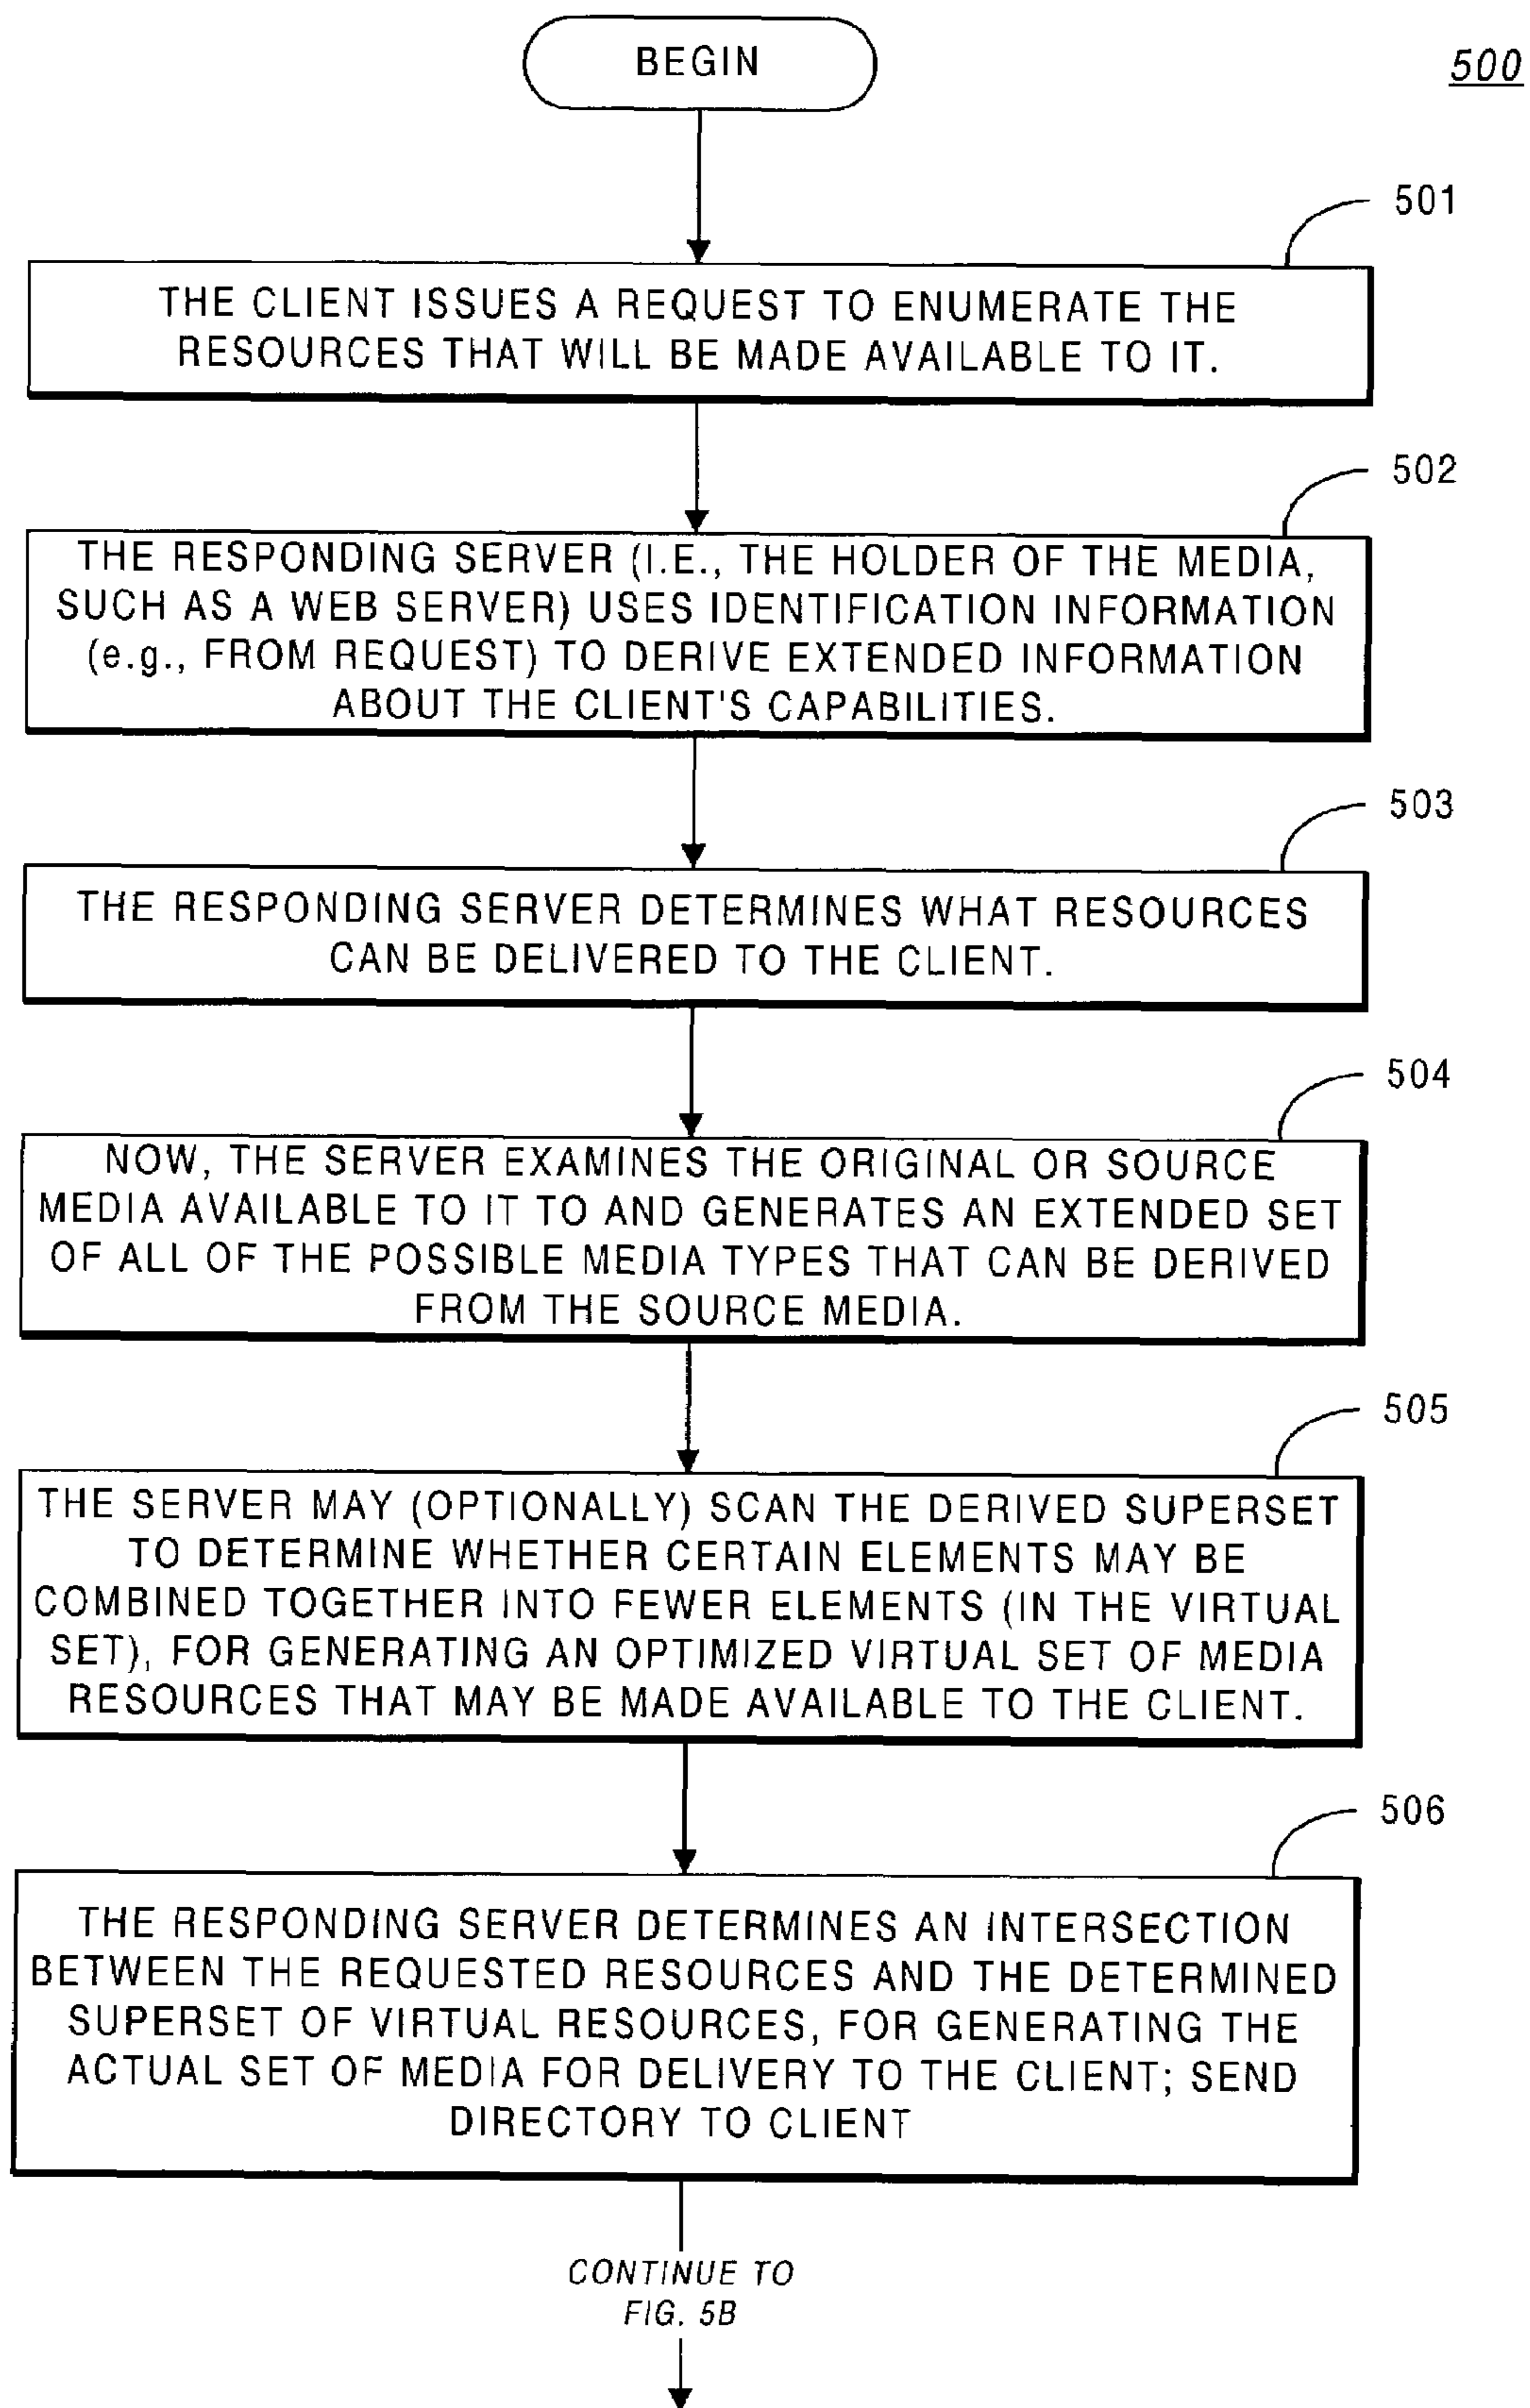 BEGIN
500
501
THE CLIENT ISSUES A REQUEST TO ENUMERATE THE
RESOURCES THAT WILL BE MADE AVAILABLE TO IT.
502
THE RESPONDING SERVER (I.E., THE HOLDER OF THE MEDIA,
SUCH AS A WEB SERVER) USES IDENTIFICATION INFORMATION
(e.g., FROM REQUEST) TO DERIVE EXTENDED INFORMATION
ABOUT THE CLIENT'S CAPABILITIES.
503
THE RESPONDING SERVER DETERMINES WHAT RESOURCES
CAN BE DELIVERED TO THE CLIENT.
504
NOW, THE SERVER EXAMINES THE ORIGINAL OR SOURCE
MEDIA AVAILABLE TO IT TO AND GENERATES AN EXTENDED SET
OF ALL OF THE POSSIBLE MEDIA TYPES THAT CAN BE DERIVED
FROM THE SOURCE MEDIA.
505
THE SERVER MAY (OPTIONALLY) SCAN THE DERIVED SUPERSET
TO DETERMINE WHETHER CERTAIN ELEMENTS MAY BE
COMBINED TOGETHER INTO FEWER ELEMENTS (IN THE VIRTUAL
SET), FOR GENERATING AN OPTIMIZED VIRTUAL SET OF MEDIA
RESOURCES THAT MAY BE MADE AVAILABLE TO THE CLIENT.
506
THE RESPONDING SERVER DETERMINES AN INTERSECTION
BETWEEN THE REQUESTED RESOURCES AND THE DETERMINED
SUPERSET OF VIRTUAL RESOURCES, FOR GENERATING THE
ACTUAL SET OF MEDIA FOR DELIVERY TO THE CLIENT; SEND
DIRECTORY TO CLIENT
CONTINUE TO
FIG. 5B